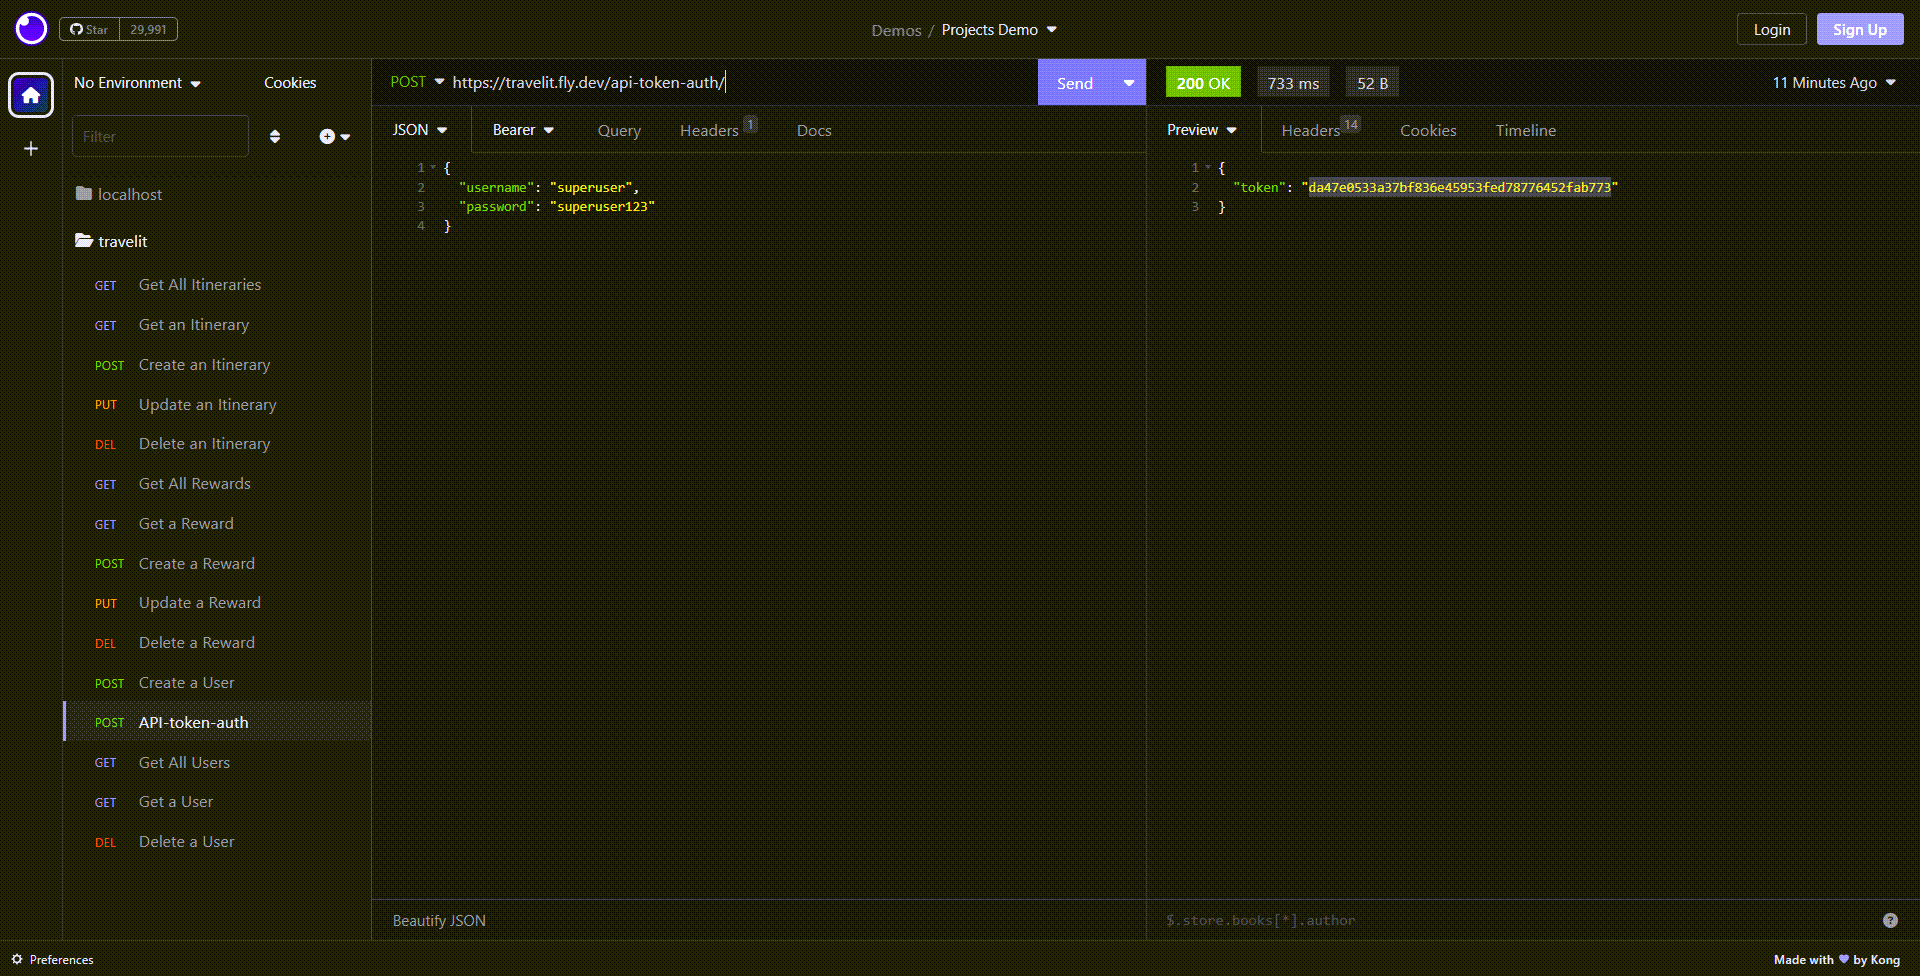 Star 29,991
Demos / Projects Demo
Login
Sign Up
No Environment
Cookies
Filter
localhost
travelit
GET Get All Itineraries
GET Get an Itinerary
POST Create an Itinerary
PUT Update an Itinerary
DEL Delete an Itinerary
GET Get All Rewards
GET Get a Reward
POST Create a Reward
PUT Update a Reward
DEL Delete a Reward
POST Create a User
POST API-token-auth
GET Get All Users
GET Get a User
DEL Delete a User
POST https://travelit.fly.dev/api-token-auth/
Send
JSON Bearer Query Headers 1 Docs
1 {
2 "username": "superuser",
3 "password": "superuser123"
4 }
Beautify JSON
200 OK 733 ms 52 B 11 Minutes Ago
Preview Headers 14 Cookies Timeline
1 {
2 "token": "da47e0533a37bf836e45953fed78776452fab773"
3 }
$.store.books[*].author
?
Preferences
Made with ♥ by Kong